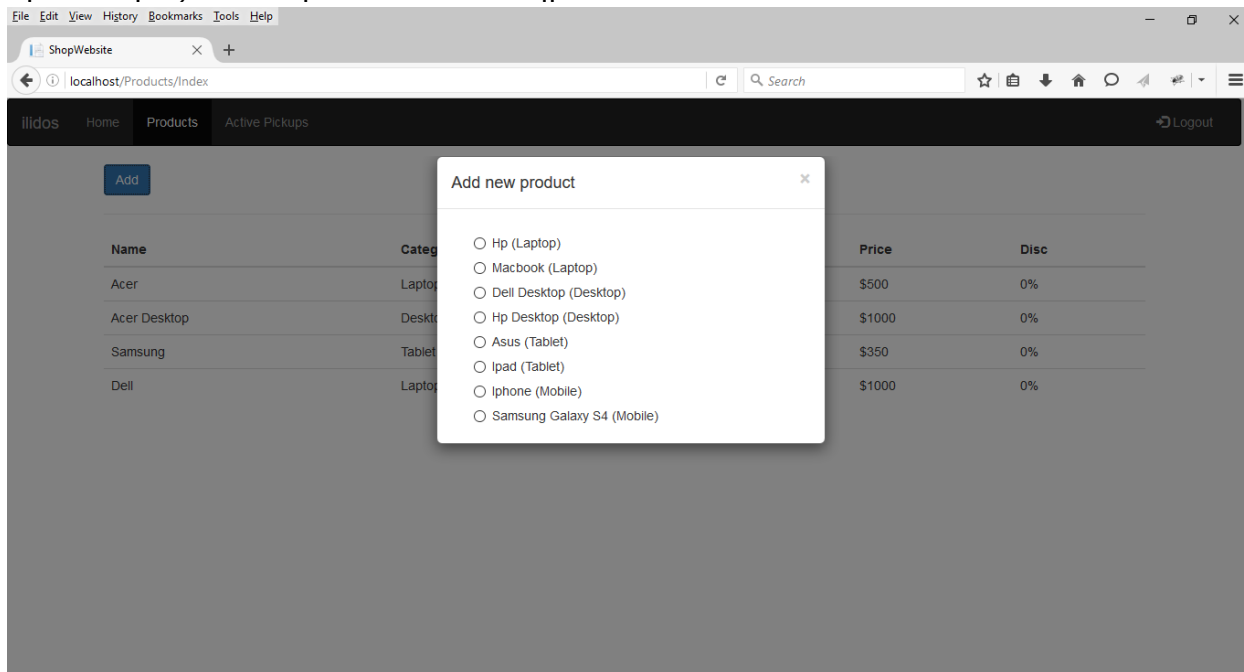 File Edit View History Bookmarks Tools Help
ShopWebsite
localhost/Products/Index
Search
ilidos Home Products Active Pickups Logout
Add
Add new product
Name Categ Price Disc
Acer Laptop $500 0%
Acer Desktop Deskto $1000 0%
Samsung Tablet $350 0%
Dell Laptop $1000 0%
Hp (Laptop)
Macbook (Laptop)
Dell Desktop (Desktop)
Hp Desktop (Desktop)
Asus (Tablet)
Ipad (Tablet)
Iphone (Mobile)
Samsung Galaxy S4 (Mobile)